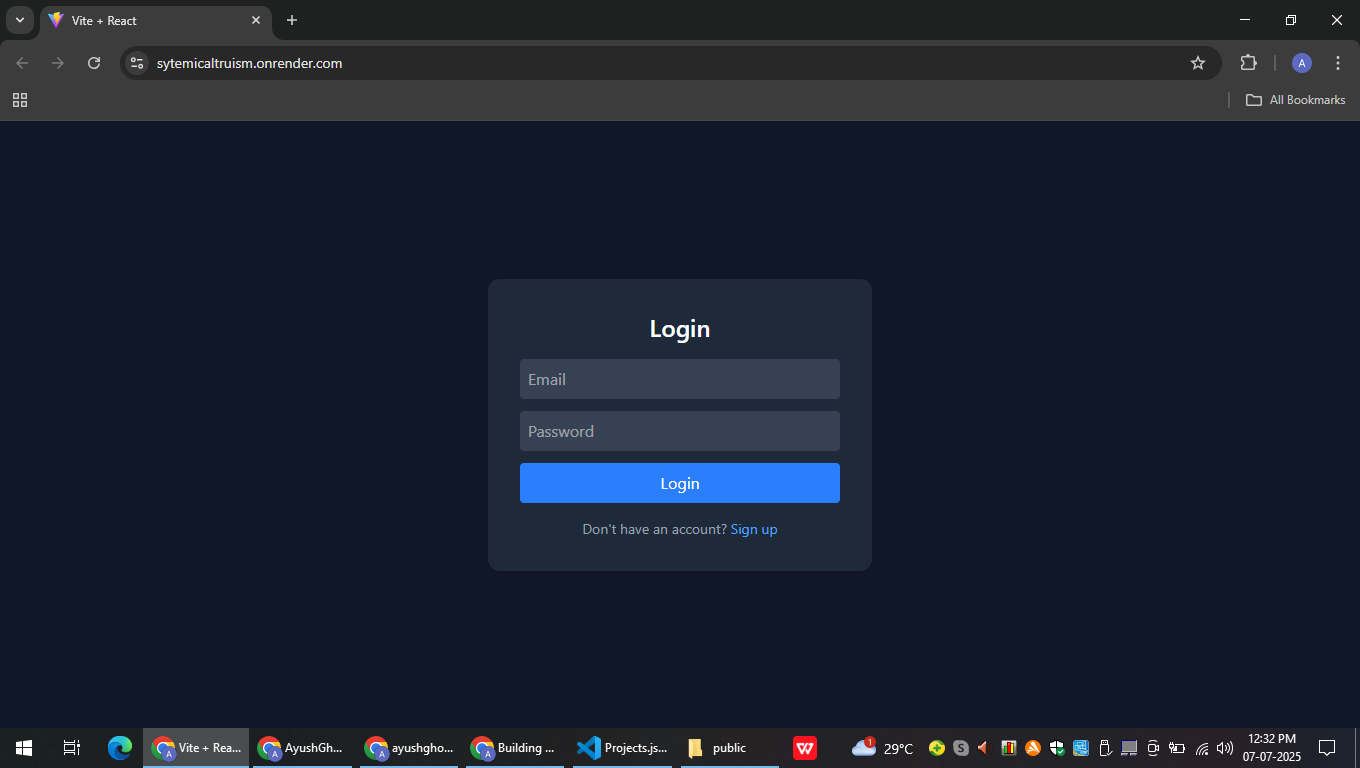 Vite + React
sytemicaltruism.onrender.com
All Bookmarks
Login
Email
Password
Login
Don't have an account? Sign up
Vite + Rea...
AyushGh...
ayushgho...
Building ...
Projects.js...
public
29°C
12:32 PM
07-07-2025